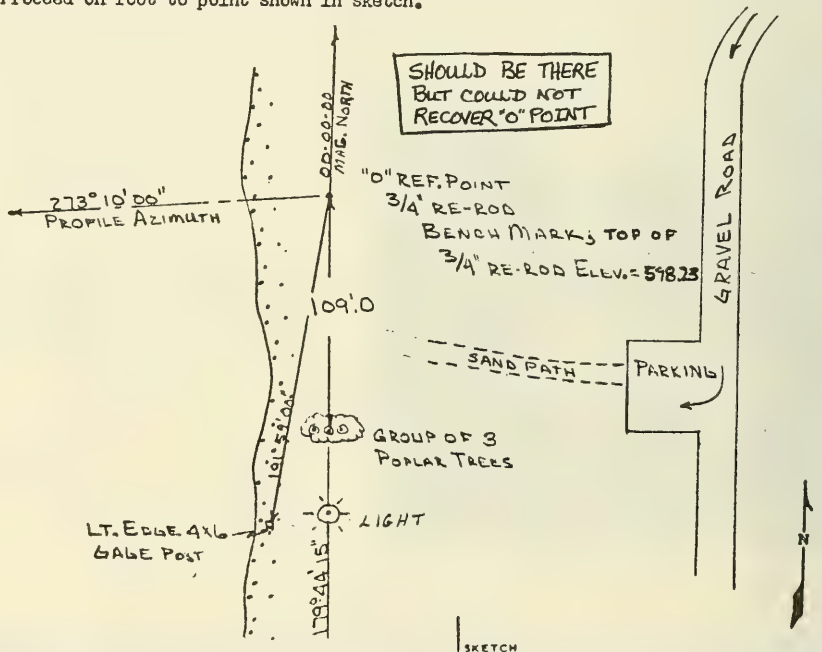 Proceed on foot to point shown in sketch.
SHOULD BE THERE
BUT COULD NOT
RECOVER "0" POINT
00-00-00
MAG. NORTH
273° 10' 00"
PROFILE AZIMUTH
"0" REF. POINT
3/4" RE-ROD
BENCH MARK; TOP OF
3/4" RE-ROD ELEV. = 598.23
GRAVEL ROAD
109'.0
SAND PATH
PARKING
191°59'00"
GROUP OF 3
POPLAR TREES
LT. EDGE 4x6
GAGE POST
LIGHT
179°44'15"
N
SKETCH